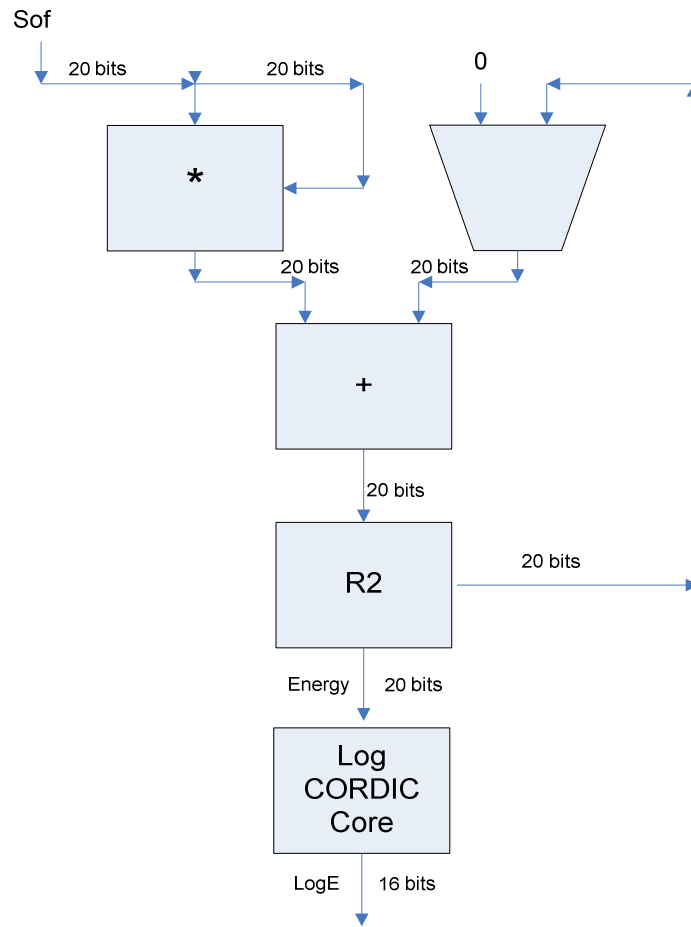 Sof
20 bits
20 bits
0
*
20 bits
20 bits
+
20 bits
R2
20 bits
Energy
20 bits
Log
CORDIC
Core
LogE
16 bits